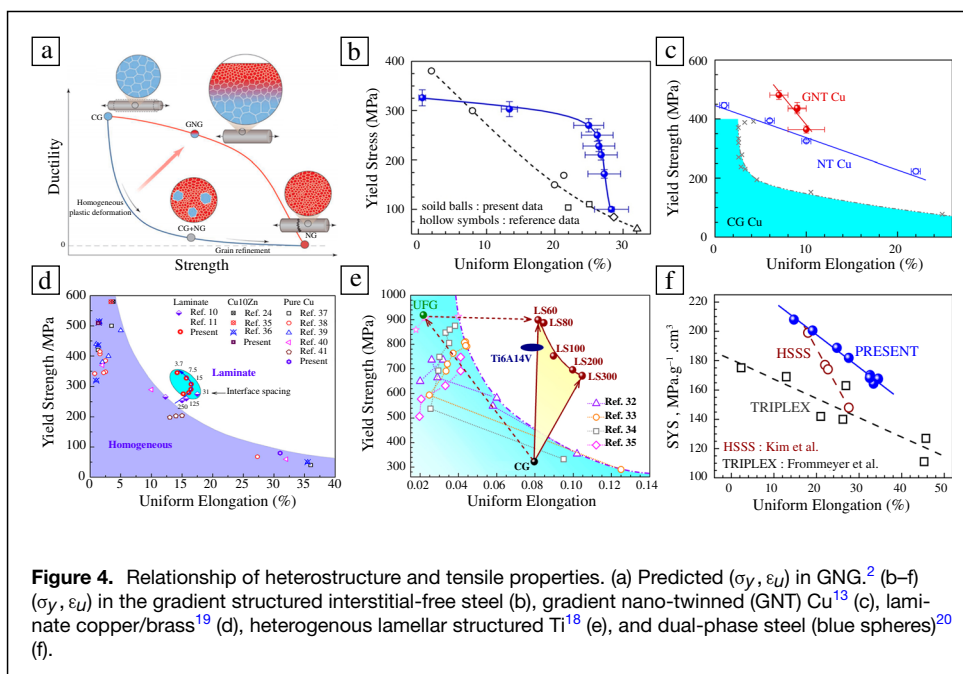 a
Ductility
CG
GNG
Homogeneous
plastic deformation
CG+NG
NG
0
Grain refinement
Strength
b
Yield Stress (MPa)
400
300
200
100
soild balls : present data
hollow symbols : reference data
0 10 20 30
Uniform Elongation (%)
c
Yield Strength (MPa)
600
400
200
0
GNT Cu
NT Cu
CG Cu
0 10 20
Uniform Elongation (%)
d
Yield Strength /MPa
600
500
400
300
200
100
0
Laminate
Ref. 10
Ref. 11
Present
Cu10Zn
Ref. 24
Ref. 35
Ref. 36
Present
Pure Cu
Ref. 37
Ref. 38
Ref. 39
Ref. 40
Ref. 41
Present
3.7
7.5
15
31
125
250
Laminate
Interface spacing
Homogeneous
0 5 10 15 20 25 30 35 40
Uniform Elongation (%)
e
Yield Strength (MPa)
1000
900
800
700
600
500
400
300
UFG
LS60
LS80
Ti6A14V
LS100
LS200
LS300
CG
Ref. 32
Ref. 33
Ref. 34
Ref. 35
0.02 0.04 0.06 0.08 0.10 0.12 0.14
Uniform Elongation
f
SYS, MPa.g⁻¹ .cm³
220
200
180
160
140
120
100
HSSS
PRESENT
TRIPLEX
HSSS : Kim et al.
TRIPLEX : Frommeyer et al.
0 10 20 30 40 50
Uniform Elongation (%)
Figure 4. Relationship of heterostructure and tensile properties. (a) Predicted (σy, εu) in GNG.2 (b–f)
(σy, εu) in the gradient structured interstitial-free steel (b), gradient nano-twinned (GNT) Cu13 (c), lami-
nate copper/brass19 (d), heterogenous lamellar structured Ti18 (e), and dual-phase steel (blue spheres)20
(f).